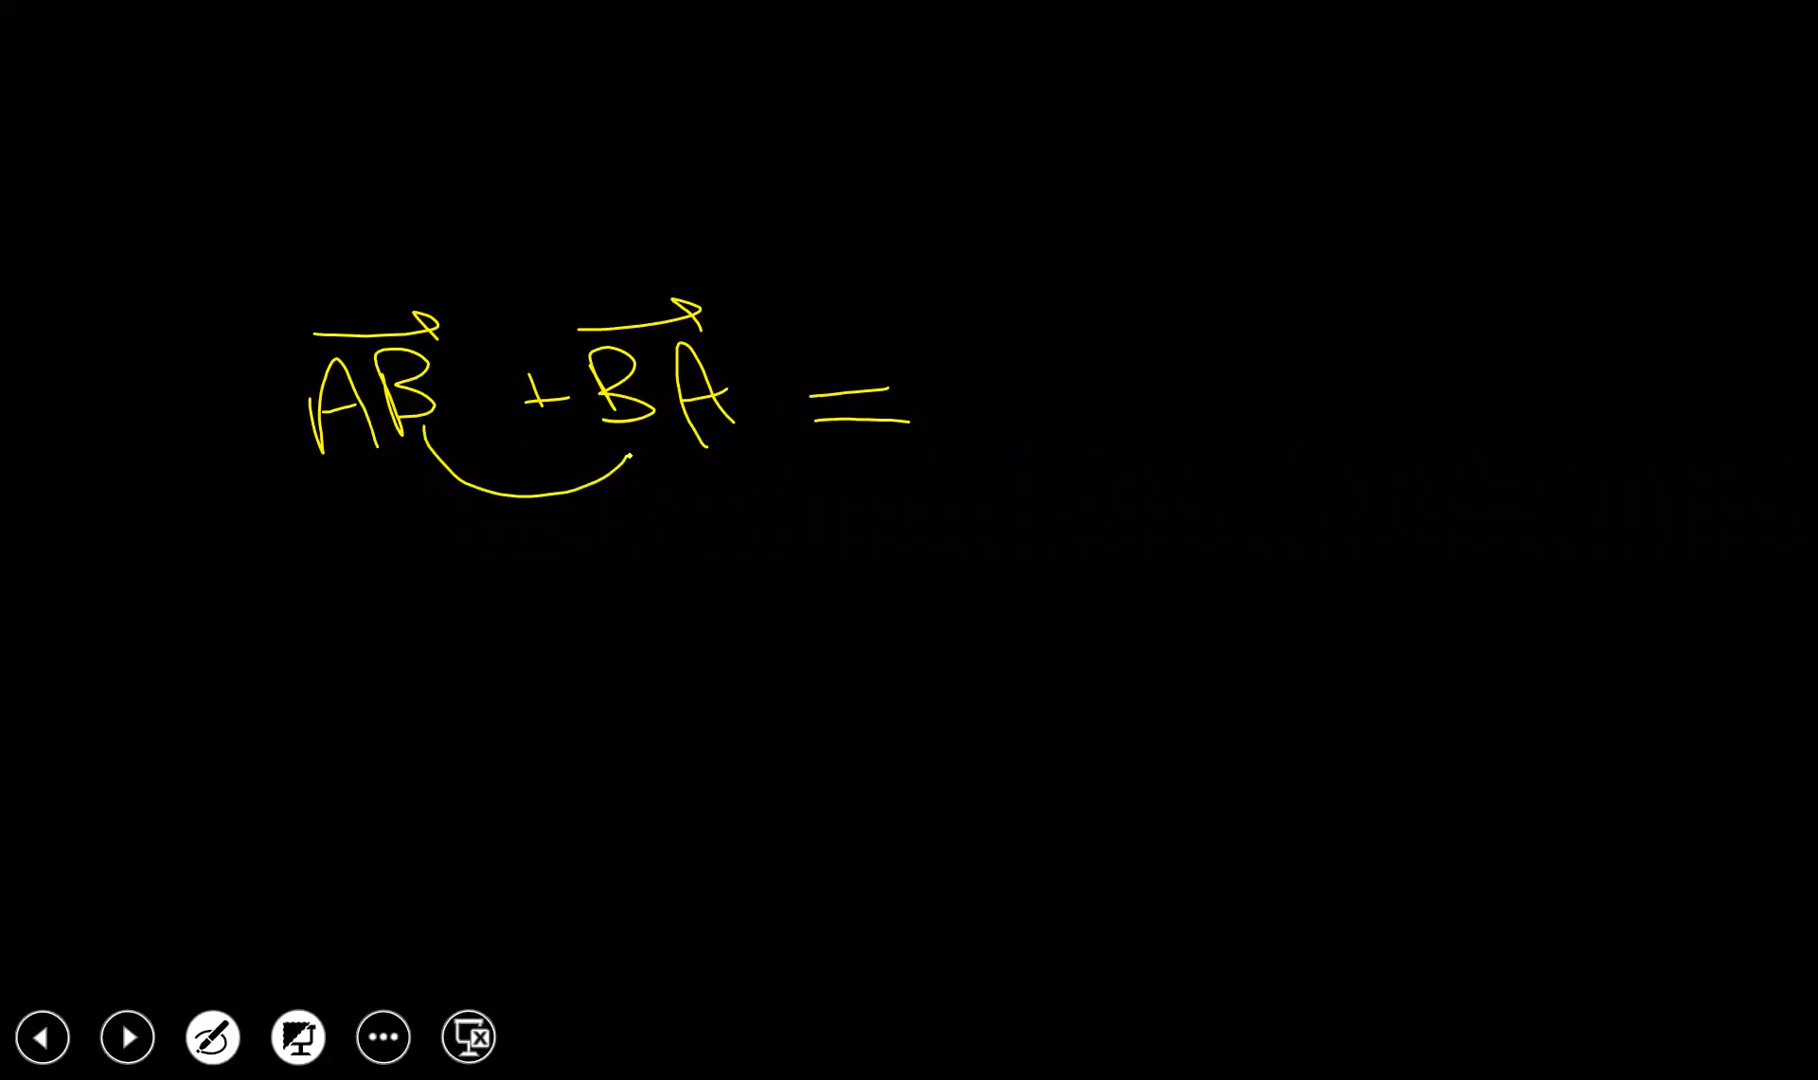 AB + BA =